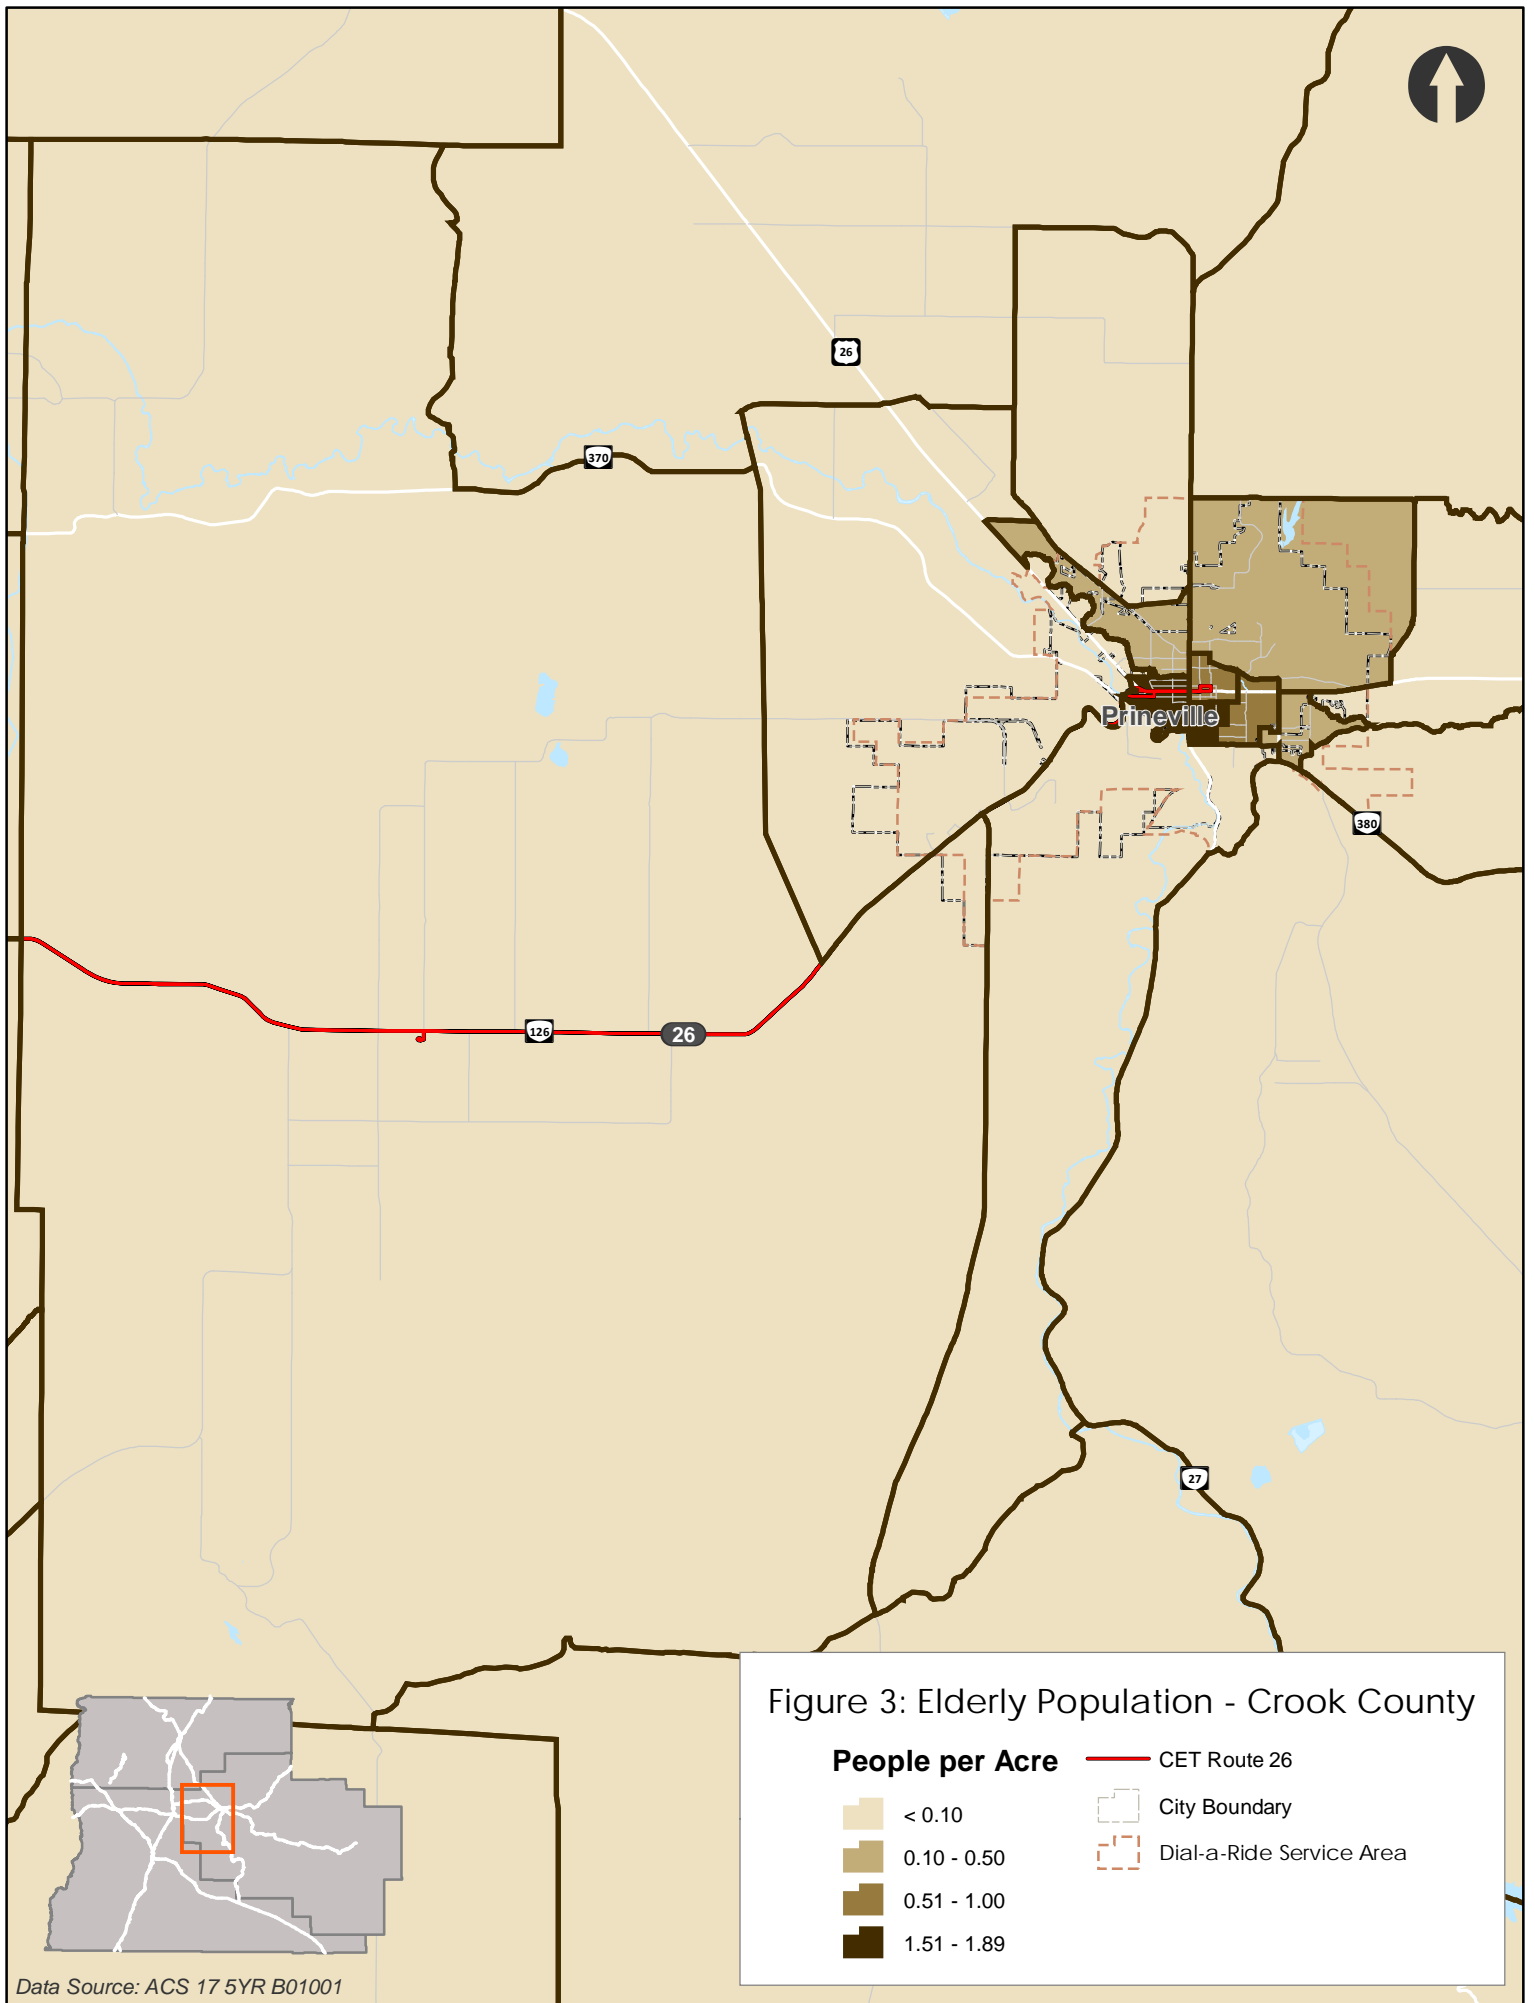 26
370
Prineville
380
126
26
27
Figure 3: Elderly Population - Crook County
People per Acre
< 0.10
0.10 - 0.50
0.51 - 1.00
1.51 - 1.89
CET Route 26
City Boundary
Dial-a-Ride Service Area
Data Source: ACS 17 5YR B01001